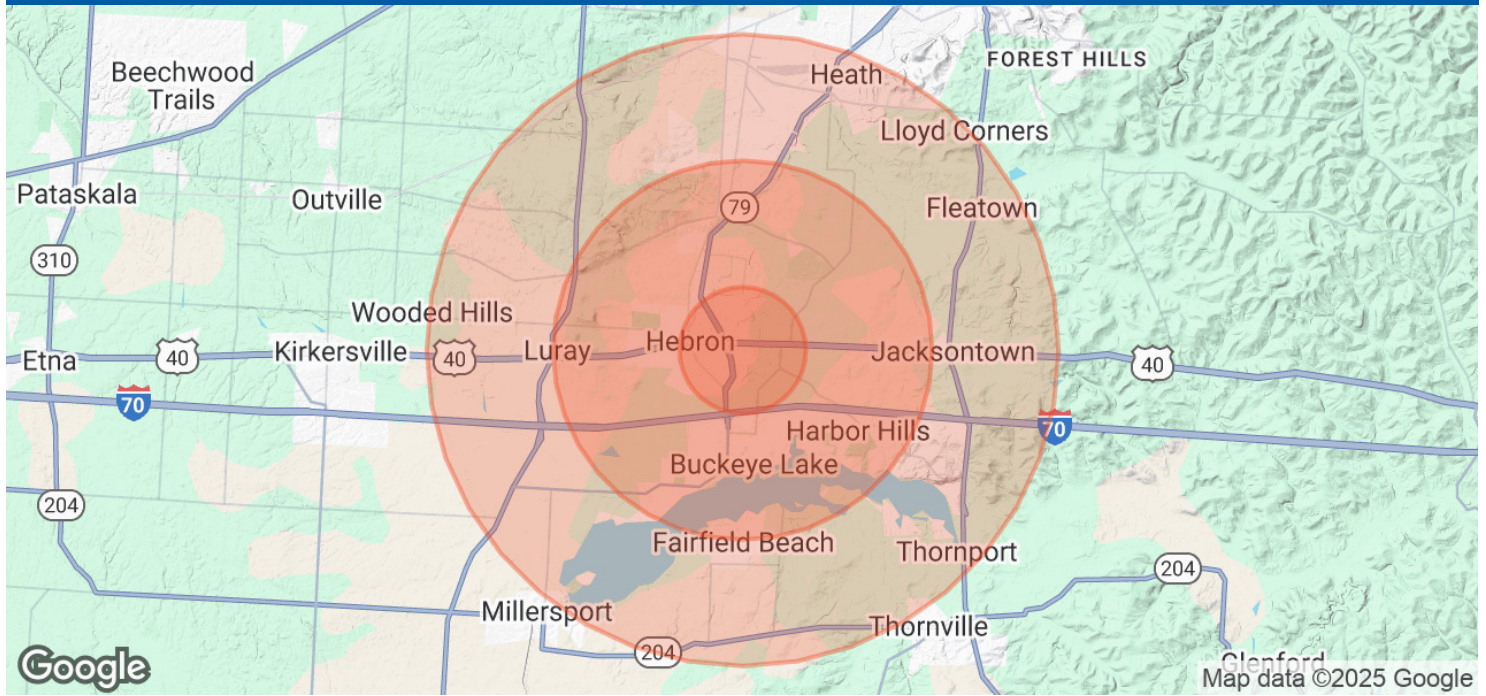 FOREST HILLS
Beechwood
Trails
Heath
Lloyd Corners
Pataskala
Outville
79
Fleatown
310
Wooded Hills
Etna
40
Kirkersville
40
Luray
Hebron
Jacksontown
40
70
70
Harbor Hills
Buckeye Lake
204
Fairfield Beach
Thornport
204
Millersport
Thornville
204
Glenford
Google
Map data ©2025 Google